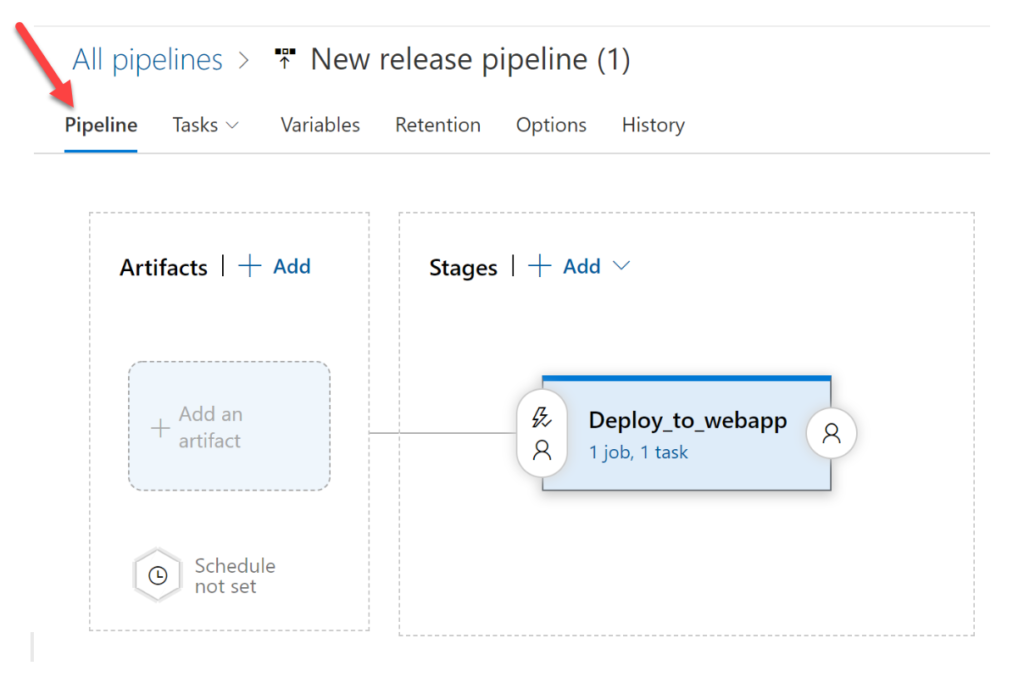 All pipelines > New release pipeline (1)
Pipeline Tasks Variables Retention Options History
Artifacts | + Add
Stages | + Add
Add an
artifact
Deploy_to_webapp
1 job, 1 task
Schedule
not set